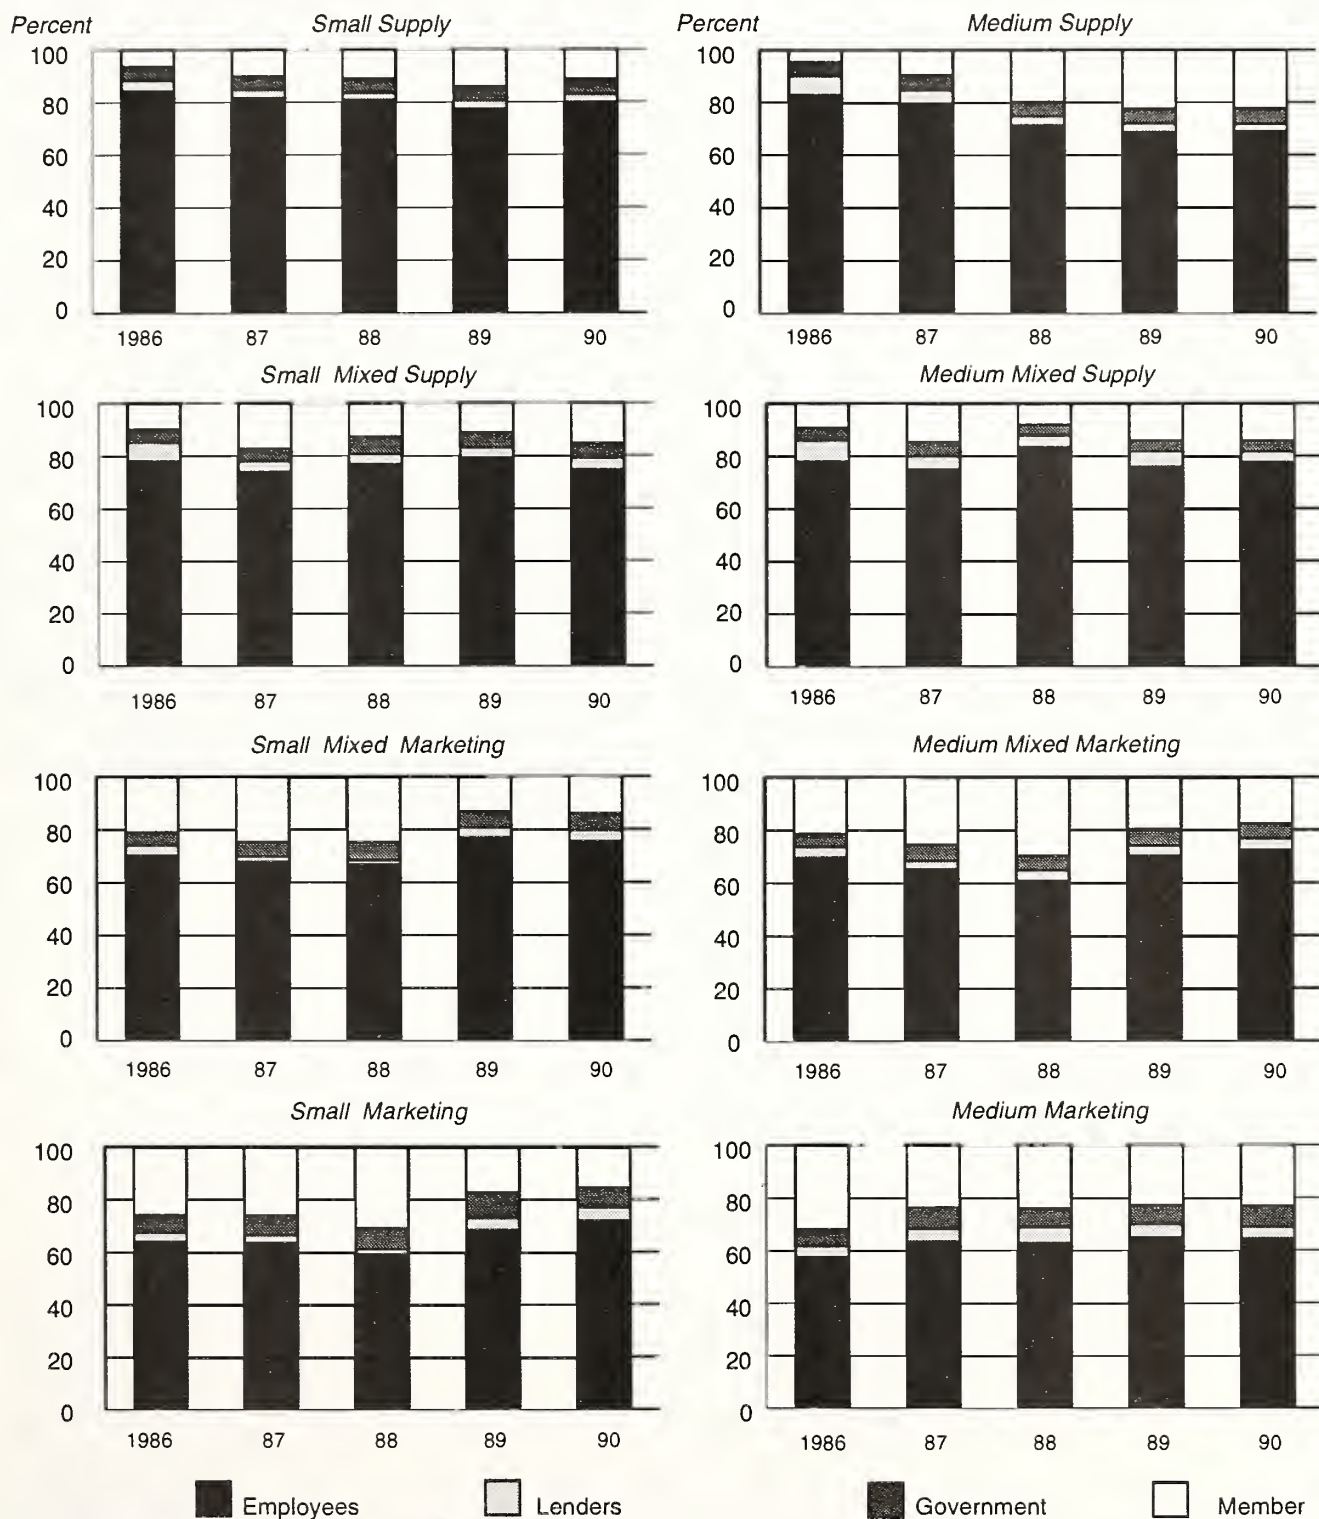 Percent
Small Supply
100
80
60
40
20
0
1986 87 88 89 90
Percent
Medium Supply
100
80
60
40
20
0
1986 87 88 89 90
Small Mixed Supply
100
80
60
40
20
0
1986 87 88 89 90
Medium Mixed Supply
100
80
60
40
20
0
1986 87 88 89 90
Small Mixed Marketing
100
80
60
40
20
0
1986 87 88 89 90
Medium Mixed Marketing
100
80
60
40
20
0
1986 87 88 89 90
Small Marketing
100
80
60
40
20
0
1986 87 88 89 90
Medium Marketing
100
80
60
40
20
0
1986 87 88 89 90
Employees Lenders Government Member